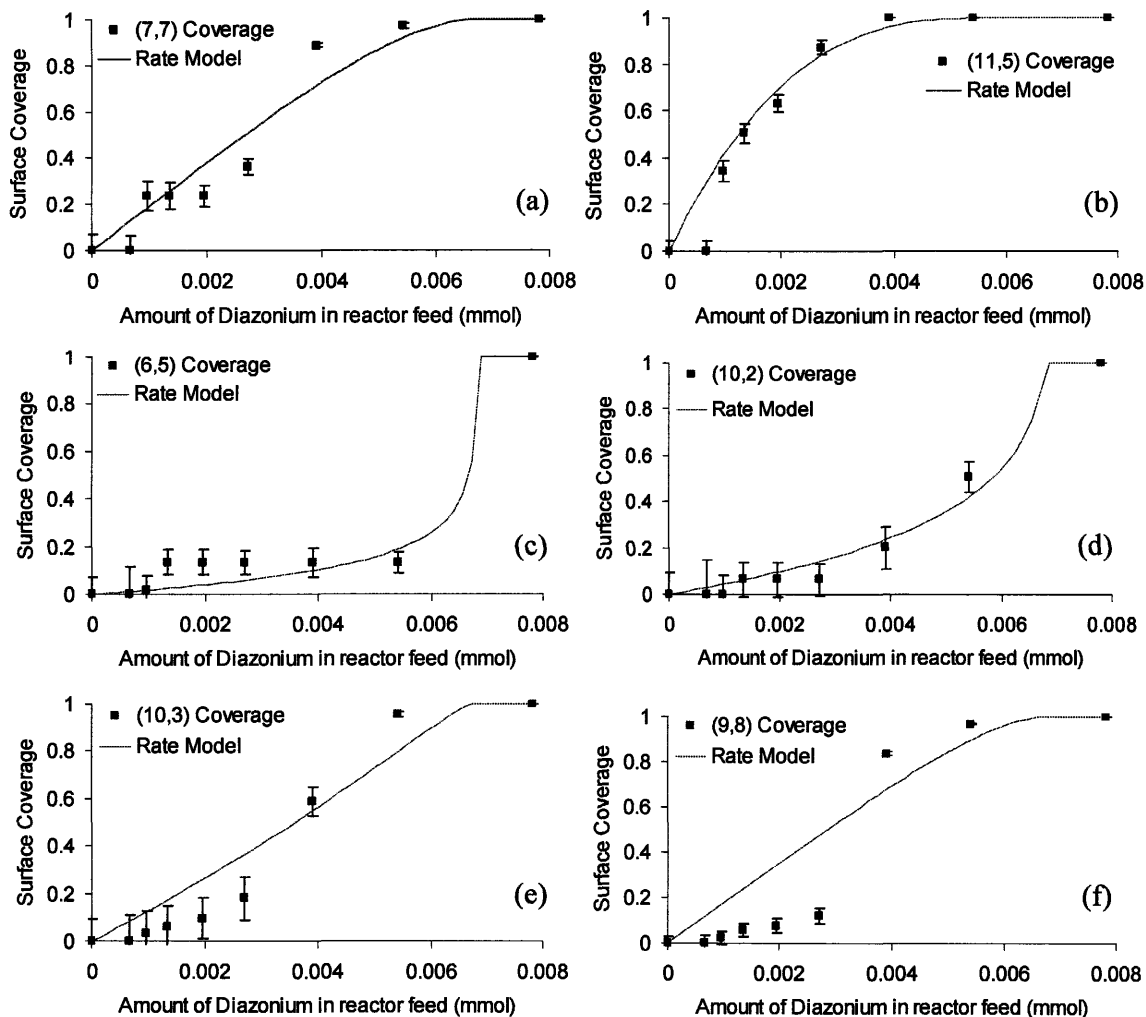 1
0.8
0.6
0.4
0.2
0
Surface Coverage
(7,7) Coverage
Rate Model
(a)
0 0.002 0.004 0.006 0.008
Amount of Diazonium in reactor feed (mmol)
1
0.8
0.6
0.4
0.2
0
Surface Coverage
(11,5) Coverage
Rate Model
(b)
0 0.002 0.004 0.006 0.008
Amount of Diazonium in reactor feed (mmol)
1
0.8
0.6
0.4
0.2
0
Surface Coverage
(6,5) Coverage
Rate Model
(c)
0 0.002 0.004 0.006 0.008
Amount of Diazonium in reactor feed (mmol)
1
0.8
0.6
0.4
0.2
0
Surface Coverage
(10,2) Coverage
Rate Model
(d)
0 0.002 0.004 0.006 0.008
Amount of Diazonium in reactor feed (mmol)
1
0.8
0.6
0.4
0.2
0
Surface Coverage
(10,3) Coverage
Rate Model
(e)
0 0.002 0.004 0.006 0.008
Amount of Diazonium in reactor feed (mmol)
1
0.8
0.6
0.4
0.2
0
Surface Coverage
(9,8) Coverage
Rate Model
(f)
0 0.002 0.004 0.006 0.008
Amount of Diazonium in reactor feed (mmol)